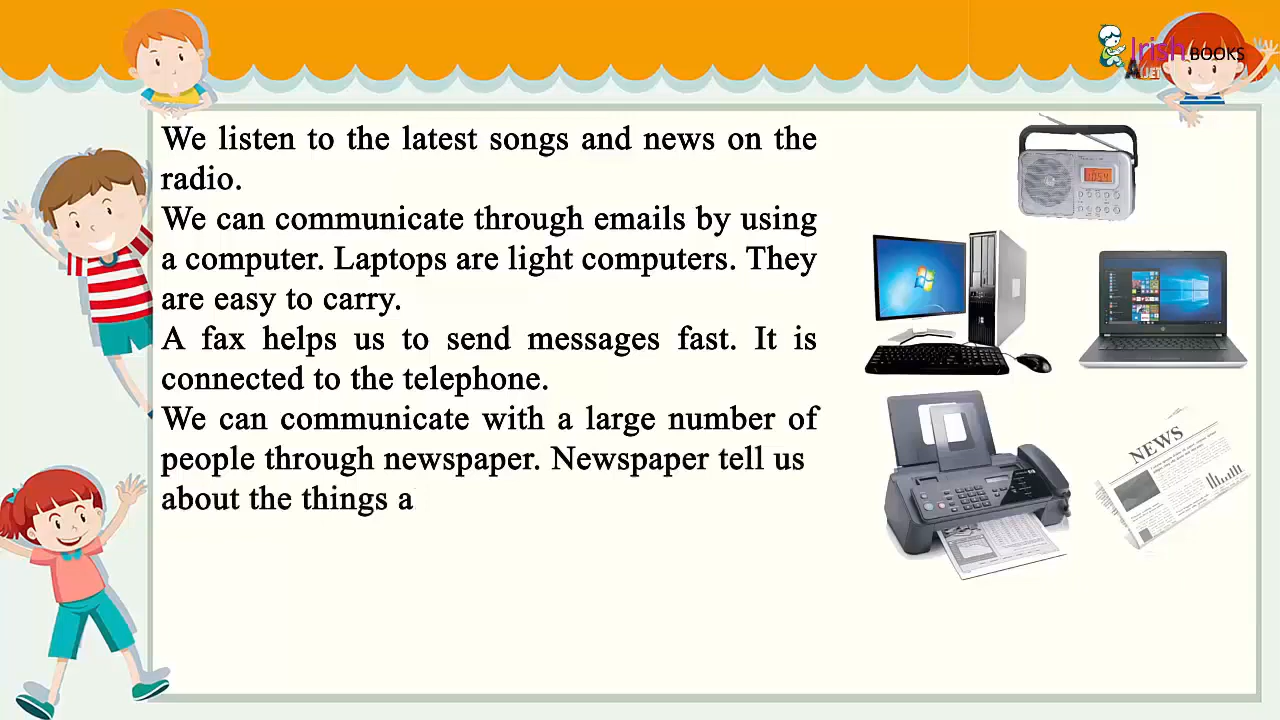 Irish BOOKS
We listen to the latest songs and news on the
radio.
We can communicate through emails by using
a computer. Laptops are light computers. They
are easy to carry.
A fax helps us to send messages fast. It is
connected to the telephone.
We can communicate with a large number of
people through newspaper. Newspaper tell us
about the things a
NEWS